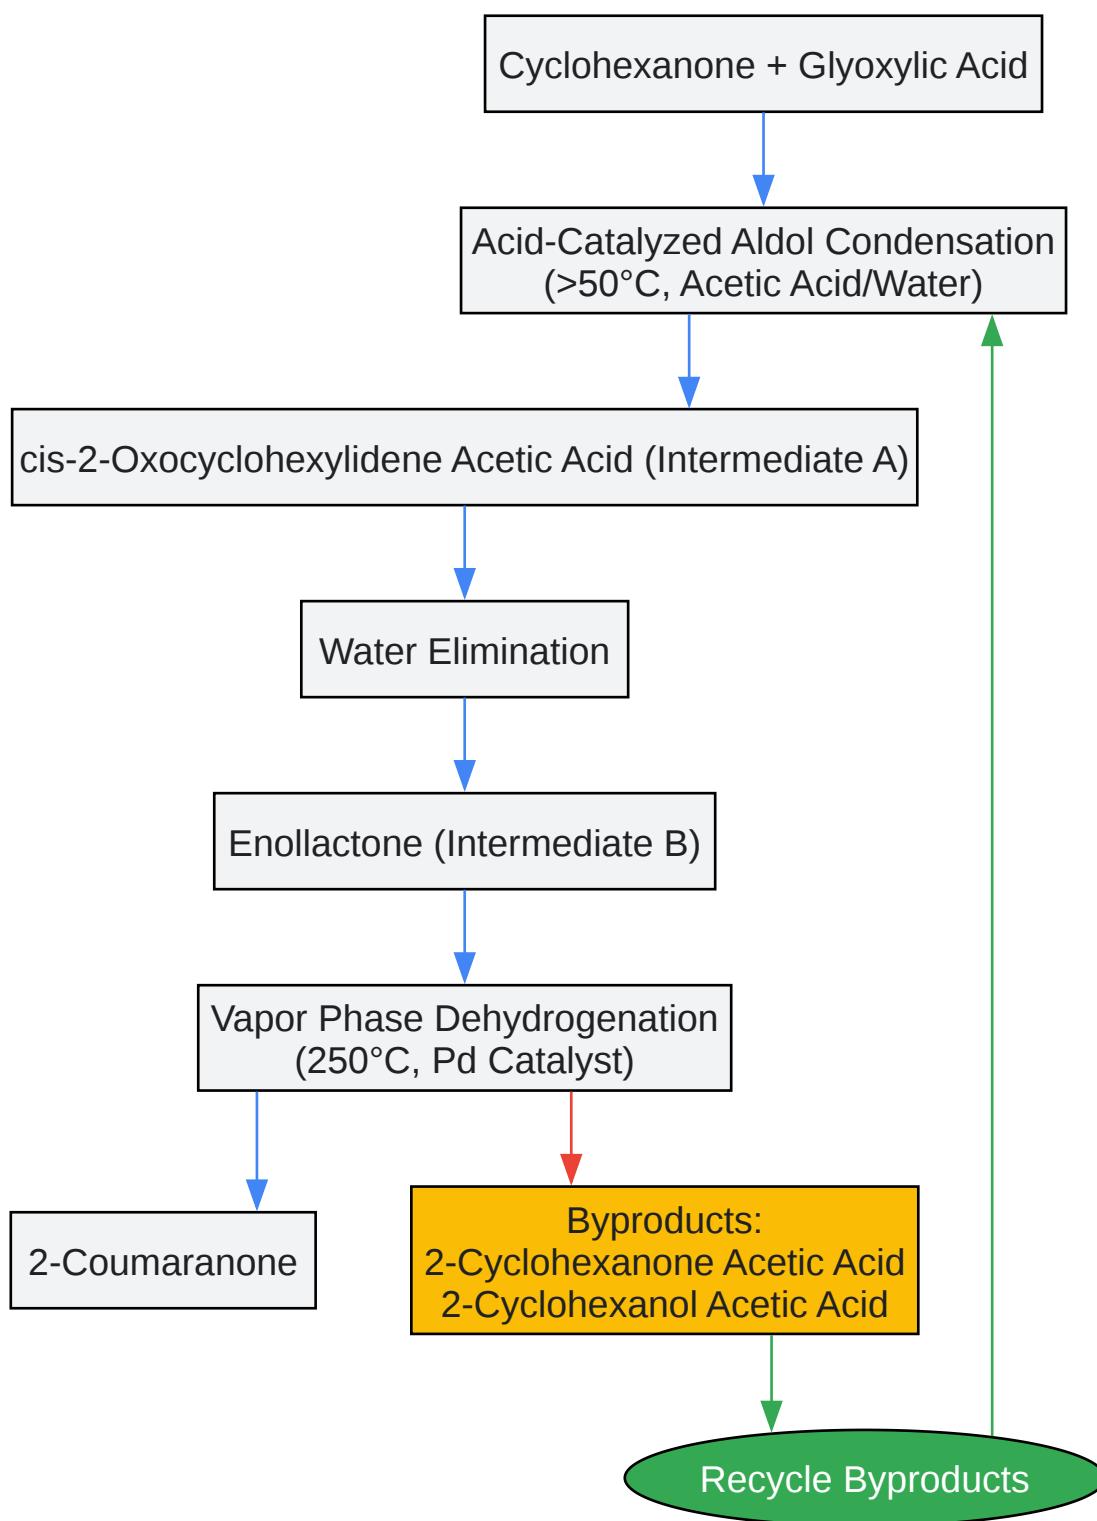 Cyclohexanone + Glyoxylic Acid
Acid-Catalyzed Aldol Condensation
(>50°C, Acetic Acid/Water)
cis-2-Oxocyclohexylidene Acetic Acid (Intermediate A)
Water Elimination
Enollactone (Intermediate B)
Vapor Phase Dehydrogenation
(250°C, Pd Catalyst)
2-Coumaranone
Byproducts:
2-Cyclohexanone Acetic Acid
2-Cyclohexanol Acetic Acid
Recycle Byproducts